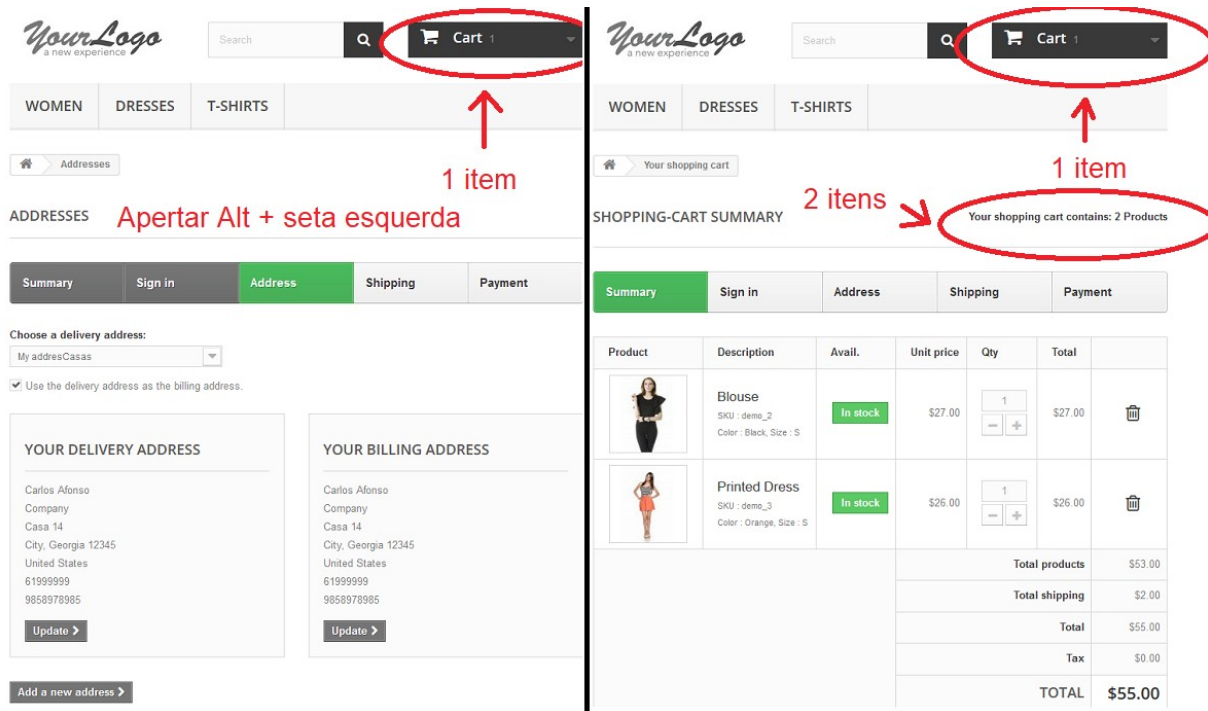 YourLogo
a new experience
Search
Cart 1
WOMEN DRESSES T-SHIRTS
Addresses
1 item
ADDRESSES
Apertar Alt + seta esquerda
Summary Sign in Address Shipping Payment
Choose a delivery address:
My addresCasas
Use the delivery address as the billing address.
YOUR DELIVERY ADDRESS
Carlos Afonso
Company
Casa 14
City, Georgia 12345
United States
61999999
9858978985
Update
YOUR BILLING ADDRESS
Carlos Afonso
Company
Casa 14
City, Georgia 12345
United States
61999999
9858978985
Update
Add a new address
YourLogo
a new experience
Search
Cart 1
WOMEN DRESSES T-SHIRTS
Your shopping cart
1 item
2 itens
SHOPPING-CART SUMMARY
Your shopping cart contains: 2 Products
Summary Sign in Address Shipping Payment
Product Description Avail. Unit price Qty Total
Blouse
SKU : demo_2
Color : Black, Size : S
In stock
$27.00
1
$27.00
Printed Dress
SKU : demo_3
Color : Orange, Size : S
In stock
$26.00
1
$26.00
Total products $53.00
Total shipping $2.00
Total $55.00
Tax $0.00
TOTAL $55.00